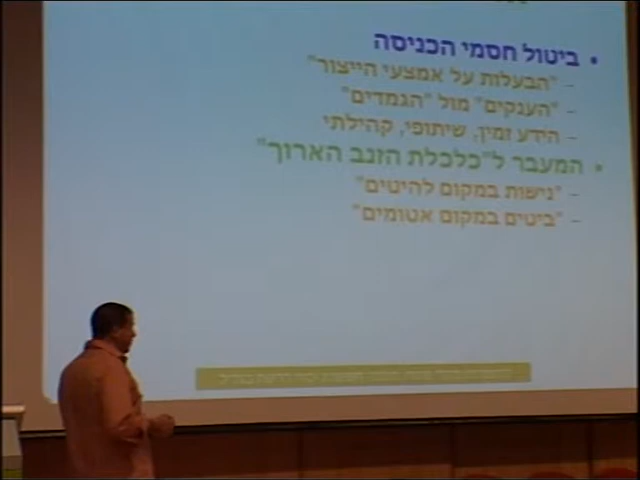 • ביטול חסמי הכניסה
– "הבעלות על אמצעי הייצור"
– "הענקים" מול "הגמדים"
– הידע זמין, שיתופי, קהילתי
• המעבר ל"כלכלת הזנב הארוך"
– "נישות במקום להיטים"
– "ביטים במקום אטומים"